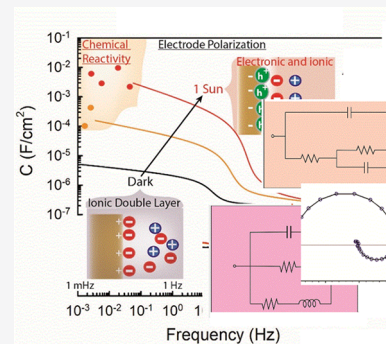 10⁻¹
10⁻²
10⁻³
10⁻⁴
10⁻⁵
10⁻⁶
10⁻⁷
C (F/cm²)
Chemical
Reactivity
Electrode Polarization
Electronic and ionic
1 Sun
h
h
h
Dark
Ionic Double Layer
1 mHz
1 Hz
10⁻³ 10⁻² 10⁻¹ 10⁰ 1
Frequency (Hz)